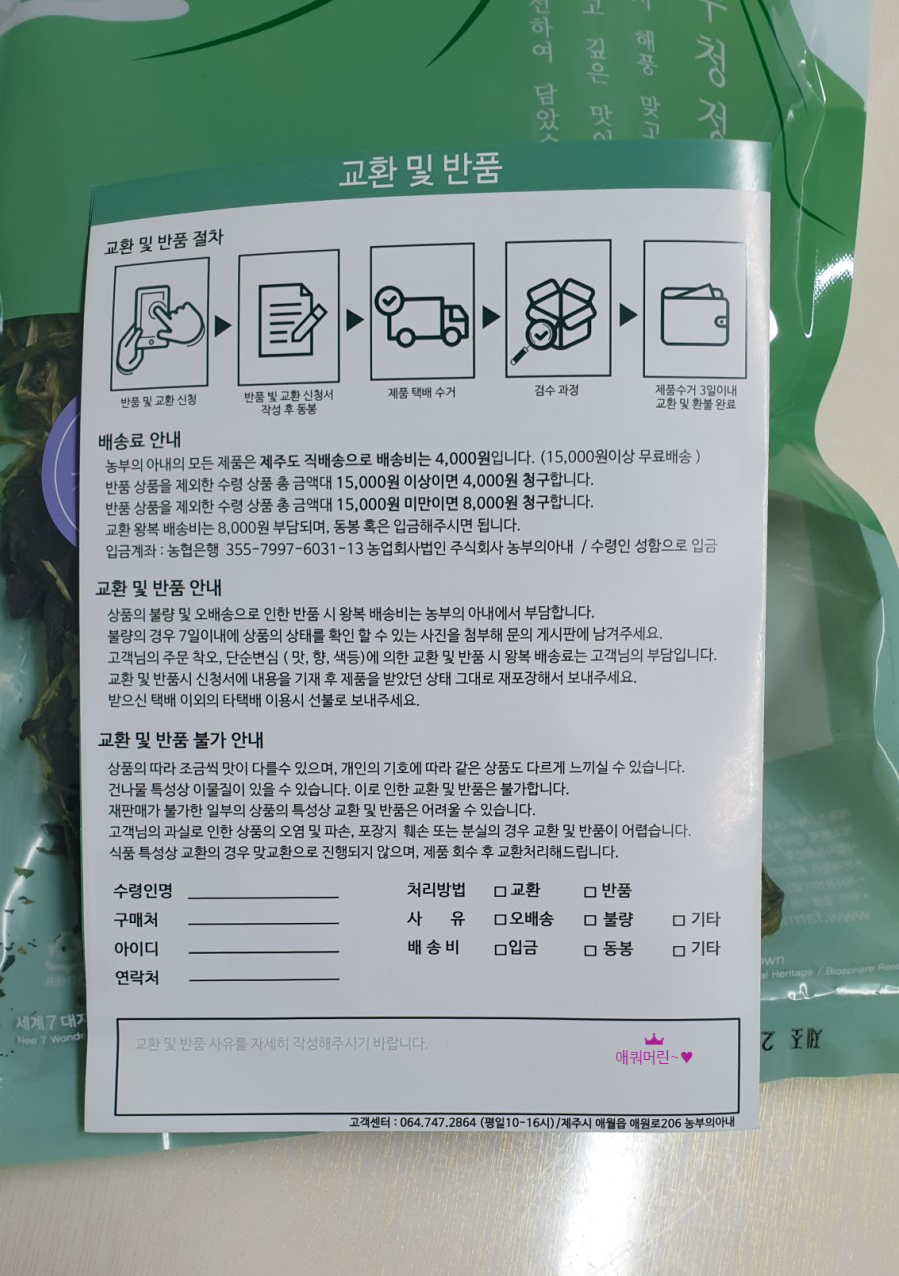 청정
해풍 맞고
고 깊은 맛이
전하여 담았
교환 및 반품
교환 및 반품 절차
반품 및 교환 신청
반품 및 교환 신청서
작성 후 동봉
제품 택배 수거
검수 과정
제품수거 3일이내
교환 및 환불 완료
배송료 안내
농부의 아내의 모든 제품은 제주도 직배송으로 배송비는 4,000원입니다. (15,000원이상 무료배송 )
반품 상품을 제외한 수령 상품 총 금액대 15,000원 이상이면 4,000원 청구합니다.
반품 상품을 제외한 수령 상품 총 금액대 15,000원 미만이면 8,000원 청구합니다.
교환 왕복 배송비는 8,000원 부담되며, 동봉 혹은 입금해주시면 됩니다.
입금계좌 : 농협은행 355-7997-6031-13 농업회사법인 주식회사 농부의아내 / 수령인 성함으로 입금
교환 및 반품 안내
상품의 불량 및 오배송으로 인한 반품 시 왕복 배송비는 농부의 아내에서 부담합니다.
불량의 경우 7일이내에 상품의 상태를 확인 할 수 있는 사진을 첨부해 문의 게시판에 남겨주세요.
고객님의 주문 착오, 단순변심 ( 맛, 향, 색등)에 의한 교환 및 반품 시 왕복 배송료는 고객님의 부담입니다.
교환 및 반품시 신청서에 내용을 기재 후 제품을 받았던 상태 그대로 재포장해서 보내주세요.
받으신 택배 이외의 타택배 이용시 선불로 보내주세요.
교환 및 반품 불가 안내
상품의 따라 조금씩 맛이 다를수 있으며, 개인의 기호에 따라 같은 상품도 다르게 느끼실 수 있습니다.
건나물 특성상 이물질이 있을 수 있습니다. 이로 인한 교환 및 반품은 불가합니다.
재판매가 불가한 일부의 상품의 특성상 교환 및 반품은 어려울 수 있습니다.
고객님의 과실로 인한 상품의 오염 및 파손, 포장지 훼손 또는 분실의 경우 교환 및 반품이 어렵습니다.
식품 특성상 교환의 경우 맞교환으로 진행되지 않으며, 제품 회수 후 교환처리해드립니다.
수령인명 처리방법 □ 교환 □ 반품
구매처 사 유 □ 오배송 □ 불량 □ 기타
아이디 배 송 비 □ 입금 □ 동봉 □ 기타
연락처
교환 및 반품 사유를 자세히 작성해주시기 바랍니다.
애쿼머린~♥
고객센터 : 064.747.2864 (평일10-16시)/제주시 애월읍 애원로206 농부의아내
세계 7 대
New 7 Wond
al Heritage / Biosphere Rese
제조 2